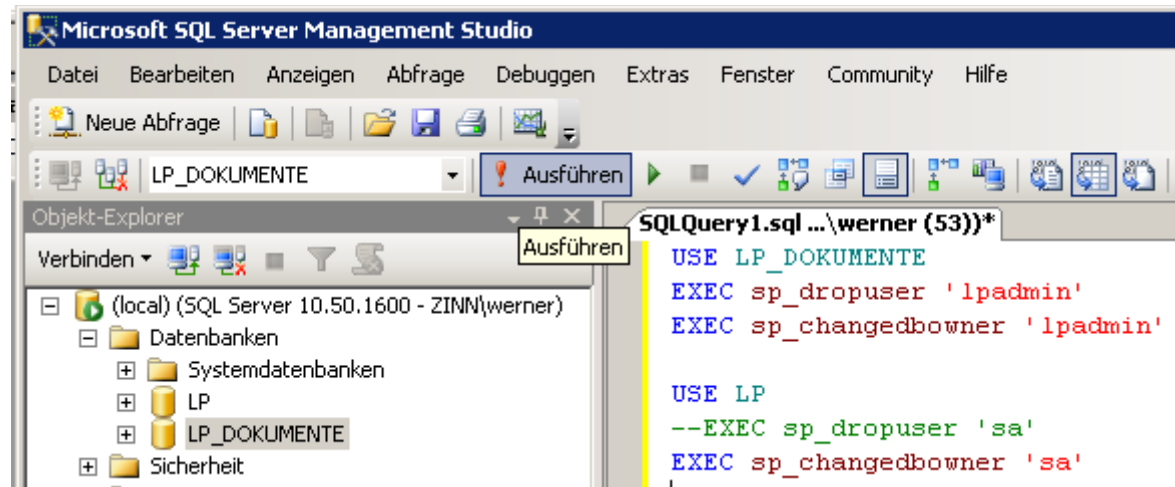 Microsoft SQL Server Management Studio
Datei Bearbeiten Anzeigen Abfrage Debuggen Extras Fenster Community Hilfe
Neue Abfrage
LP_DOKUMENTE Ausführen
Objekt-Explorer
Ausführen
Verbinden
(local) (SQL Server 10.50.1600 - ZINN\werner)
Datenbanken
Systemdatenbanken
LP
LP_DOKUMENTE
Sicherheit
SQLQuery1.sql ...\werner (53))*
USE LP_DOKUMENTE
EXEC sp_dropuser 'lpadmin'
EXEC sp_changedbowner 'lpadmin'
USE LP
--EXEC sp_dropuser 'sa'
EXEC sp_changedbowner 'sa'